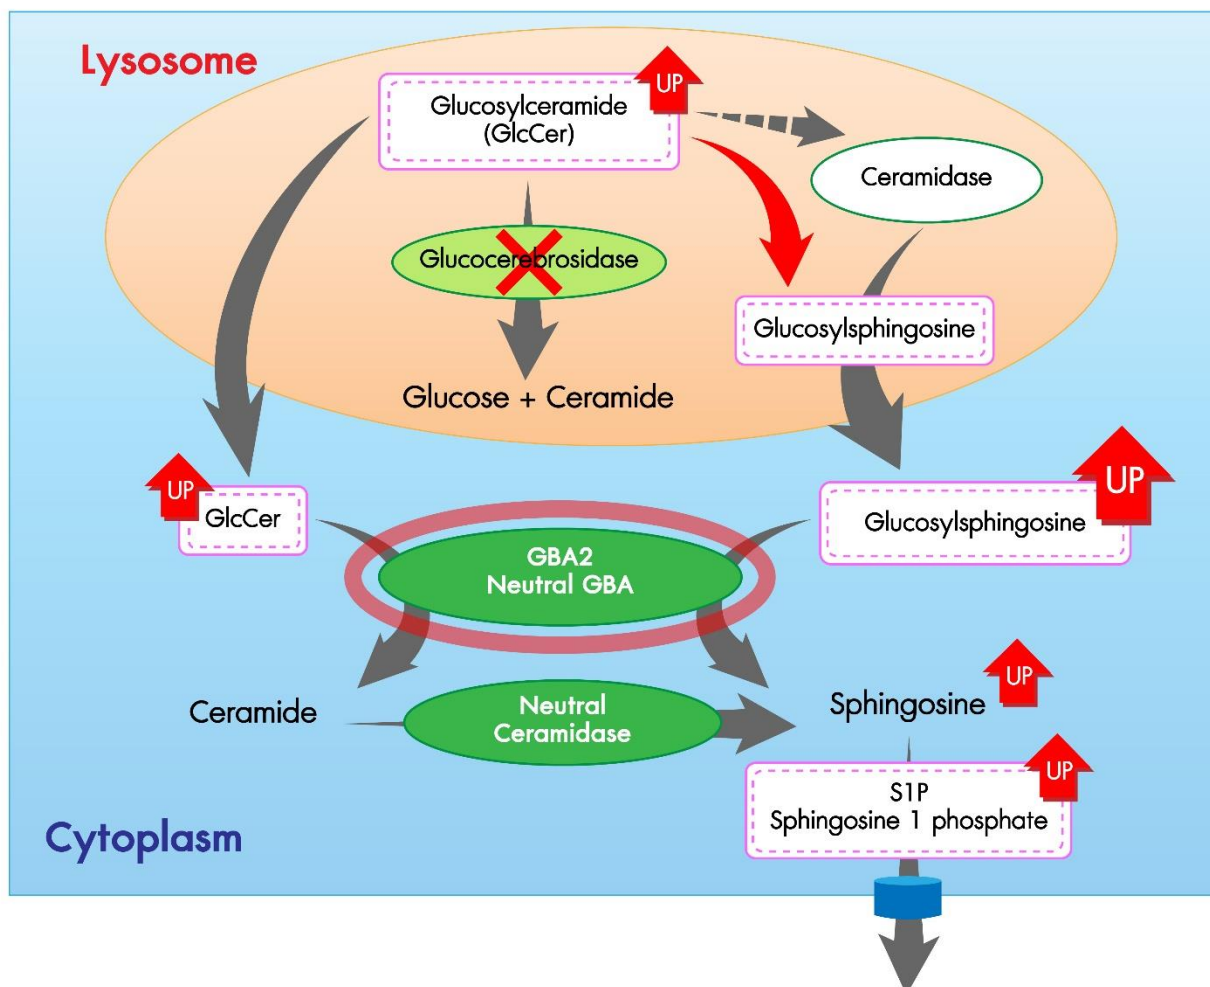 Lysosome
UP
Glucosylceramide
(GlcCer)
Ceramidase
Glucocerebrosidase
Glucosylsphingosine
Glucose + Ceramide
UP
GlcCer
UP
Glucosylsphingosine
GBA2
Neutral GBA
Ceramide
Neutral
Ceramidase
Sphingosine
UP
UP
S1P
Sphingosine 1 phosphate
Cytoplasm